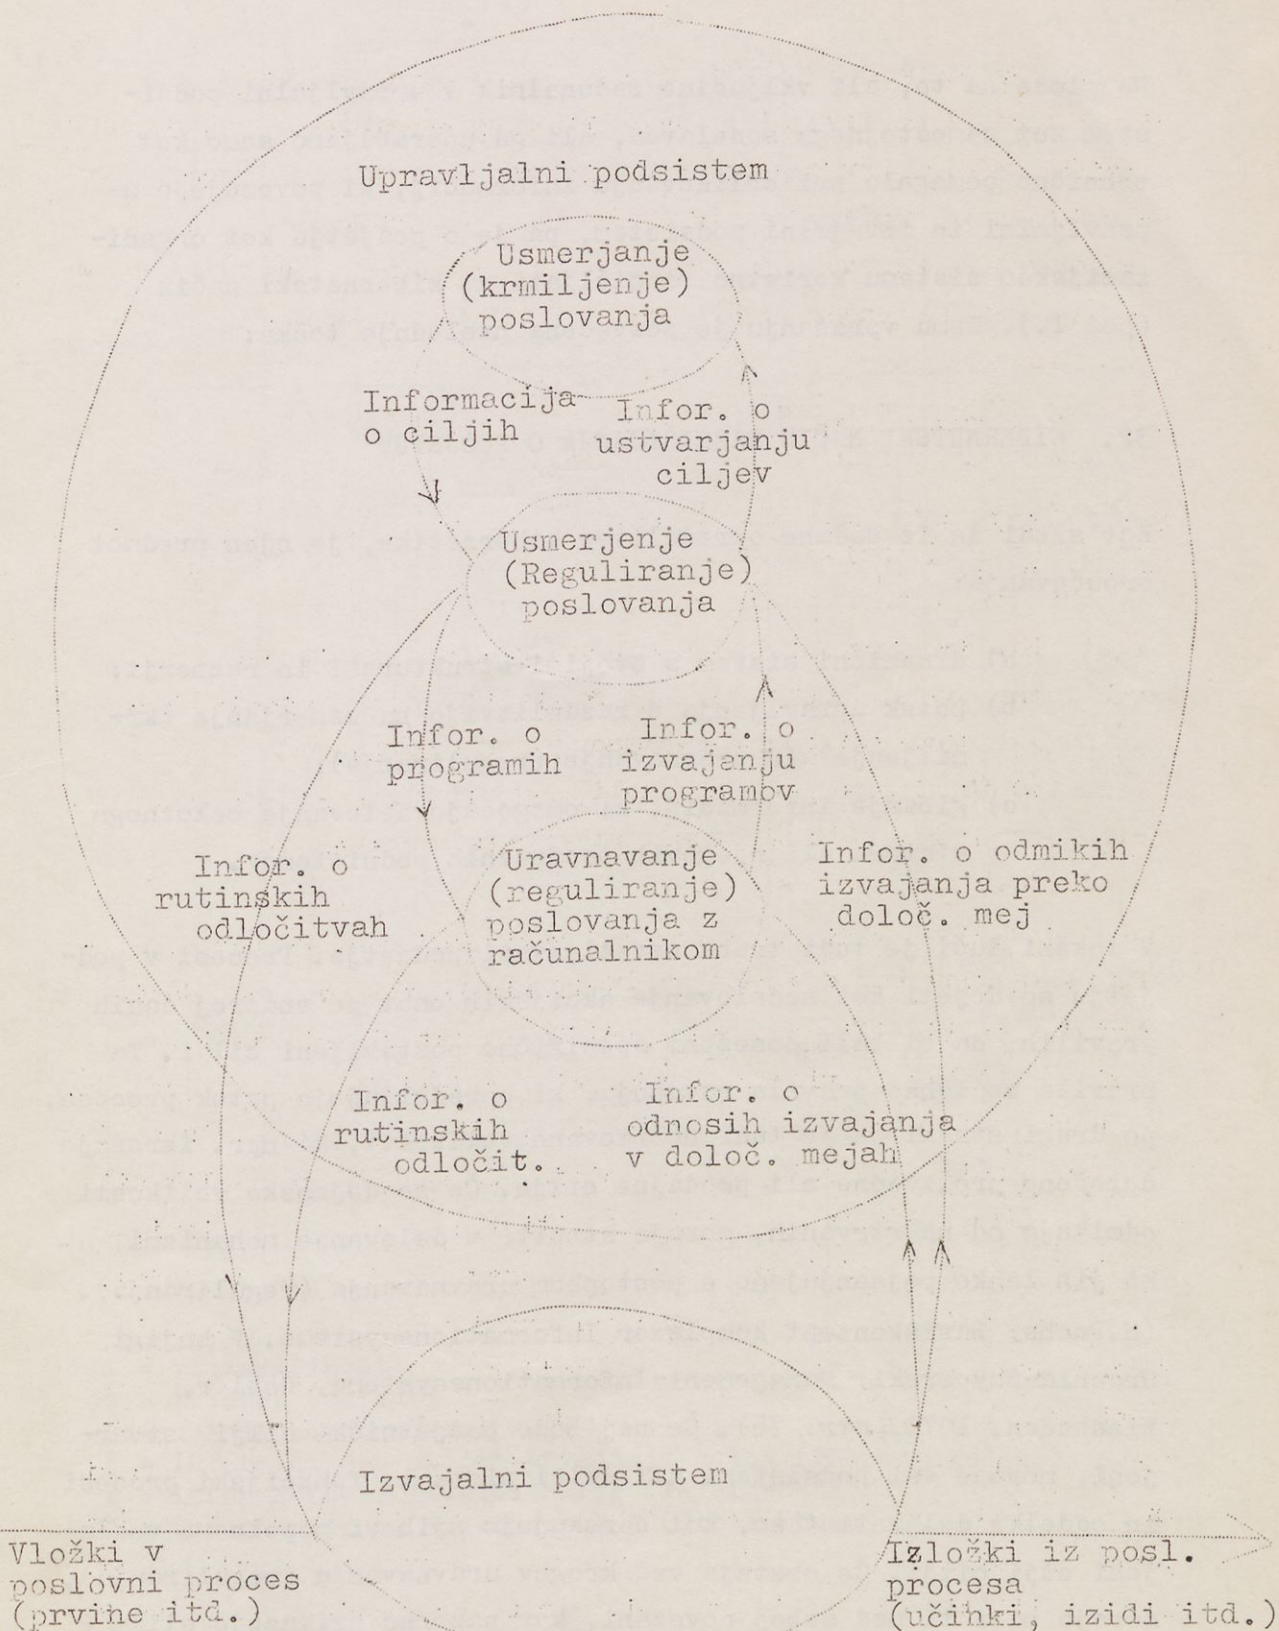 Upravljalni podsistem
Usmerjanje
(krmiljenje)
poslovanja
Informacija
o ciljih
Infor. o
ustvarjanju
ciljev
Usmerjenje
(Reguliranje)
poslovanja
Infor. o
programih
Infor. o
izvajanju
programov
Infor. o
rutinskih
odločitvah
Uravnavanje
(reguliranje)
poslovanja z
računalnikom
Infor. o odmikih
izvajanja preko
določ. mej
Infor. o
rutinskih
odločit.
Infor. o
odnosih izvajanja
v določ. mejah
Izvajalni podsistem
Vložki v
poslovni proces
(prvine itd.)
Izložki iz posl.
procesa
(učinki, izidi itd.)